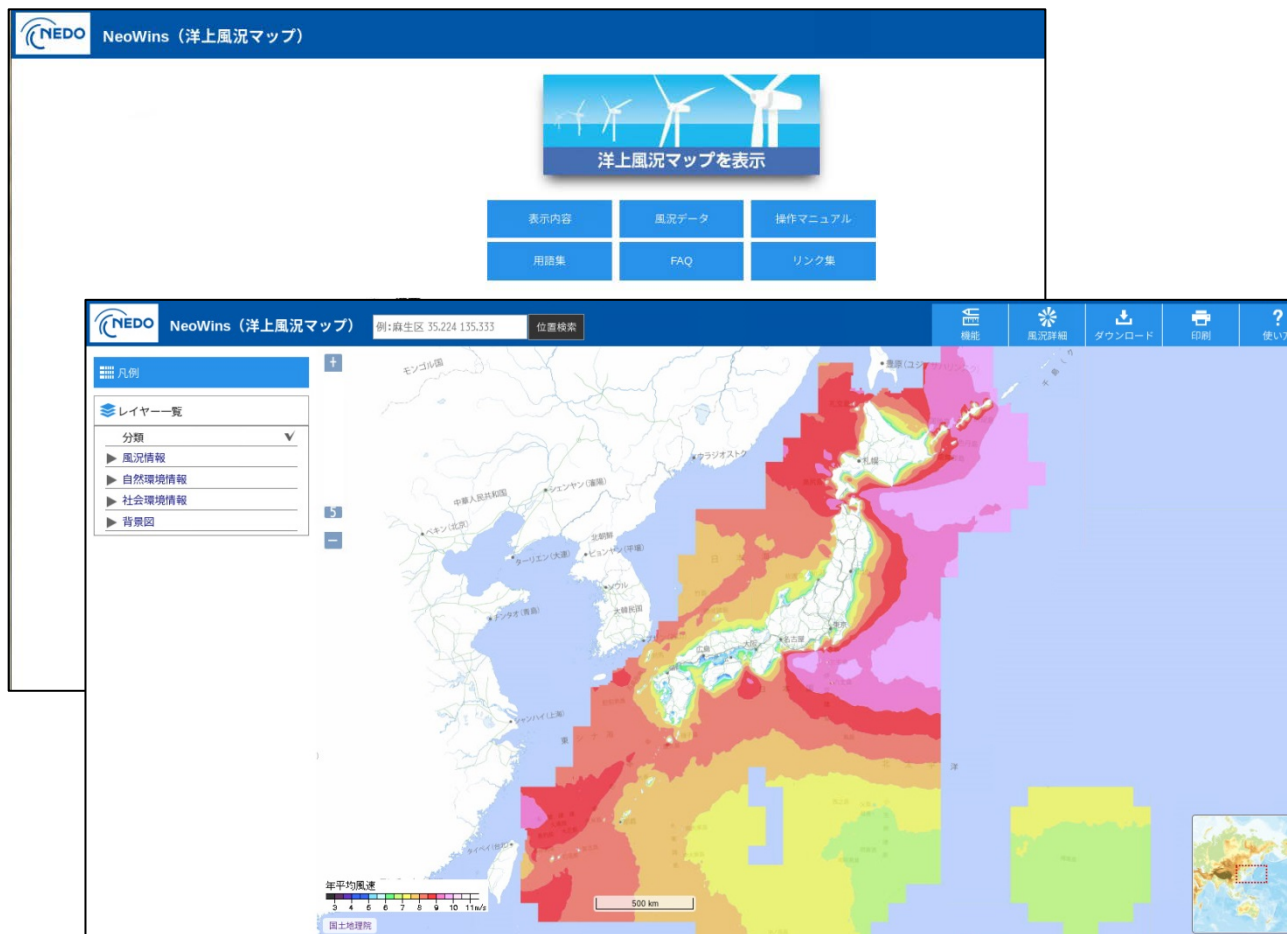 NEDO NeoWins（洋上風況マップ）
洋上風況マップを表示
表示内容 風況データ 操作マニュアル
用語集 FAQ リンク集
NEDO NeoWins（洋上風況マップ） 例:麻生区 35.224 135.333 位置検索 機能 風況詳細 ダウンロード 印刷
凡例
レイヤー一覧
分類
風況情報
自然環境情報
社会環境情報
背景図
+
5
−
モンゴル国
ウラジオストク
札幌
中華人民共和国
シェンヤン(瀋陽)
ペキン(北京)
北朝鮮
ターリエン(大連)
ピョンヤン(平壌)
ソウル
大韓民国
チンタオ(青島)
東京
名古屋
大阪
広島
シャンハイ(上海)
洋
タイペイ(台北)
年平均風速
3 4 5 6 7 8 9 10 11m/s
500 km
国土地理院